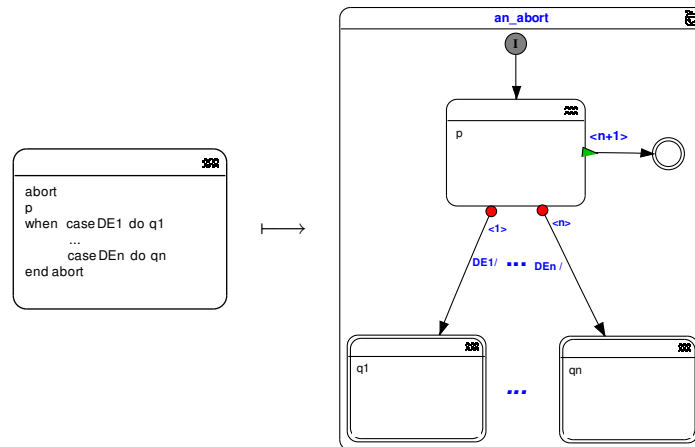 abort
p
when case DE1 do q1
...
case DEn do qn
end abort
an_abort
I
p
<n+1>
<1>
<n>
DE1/ ... DEn /
q1
...
qn